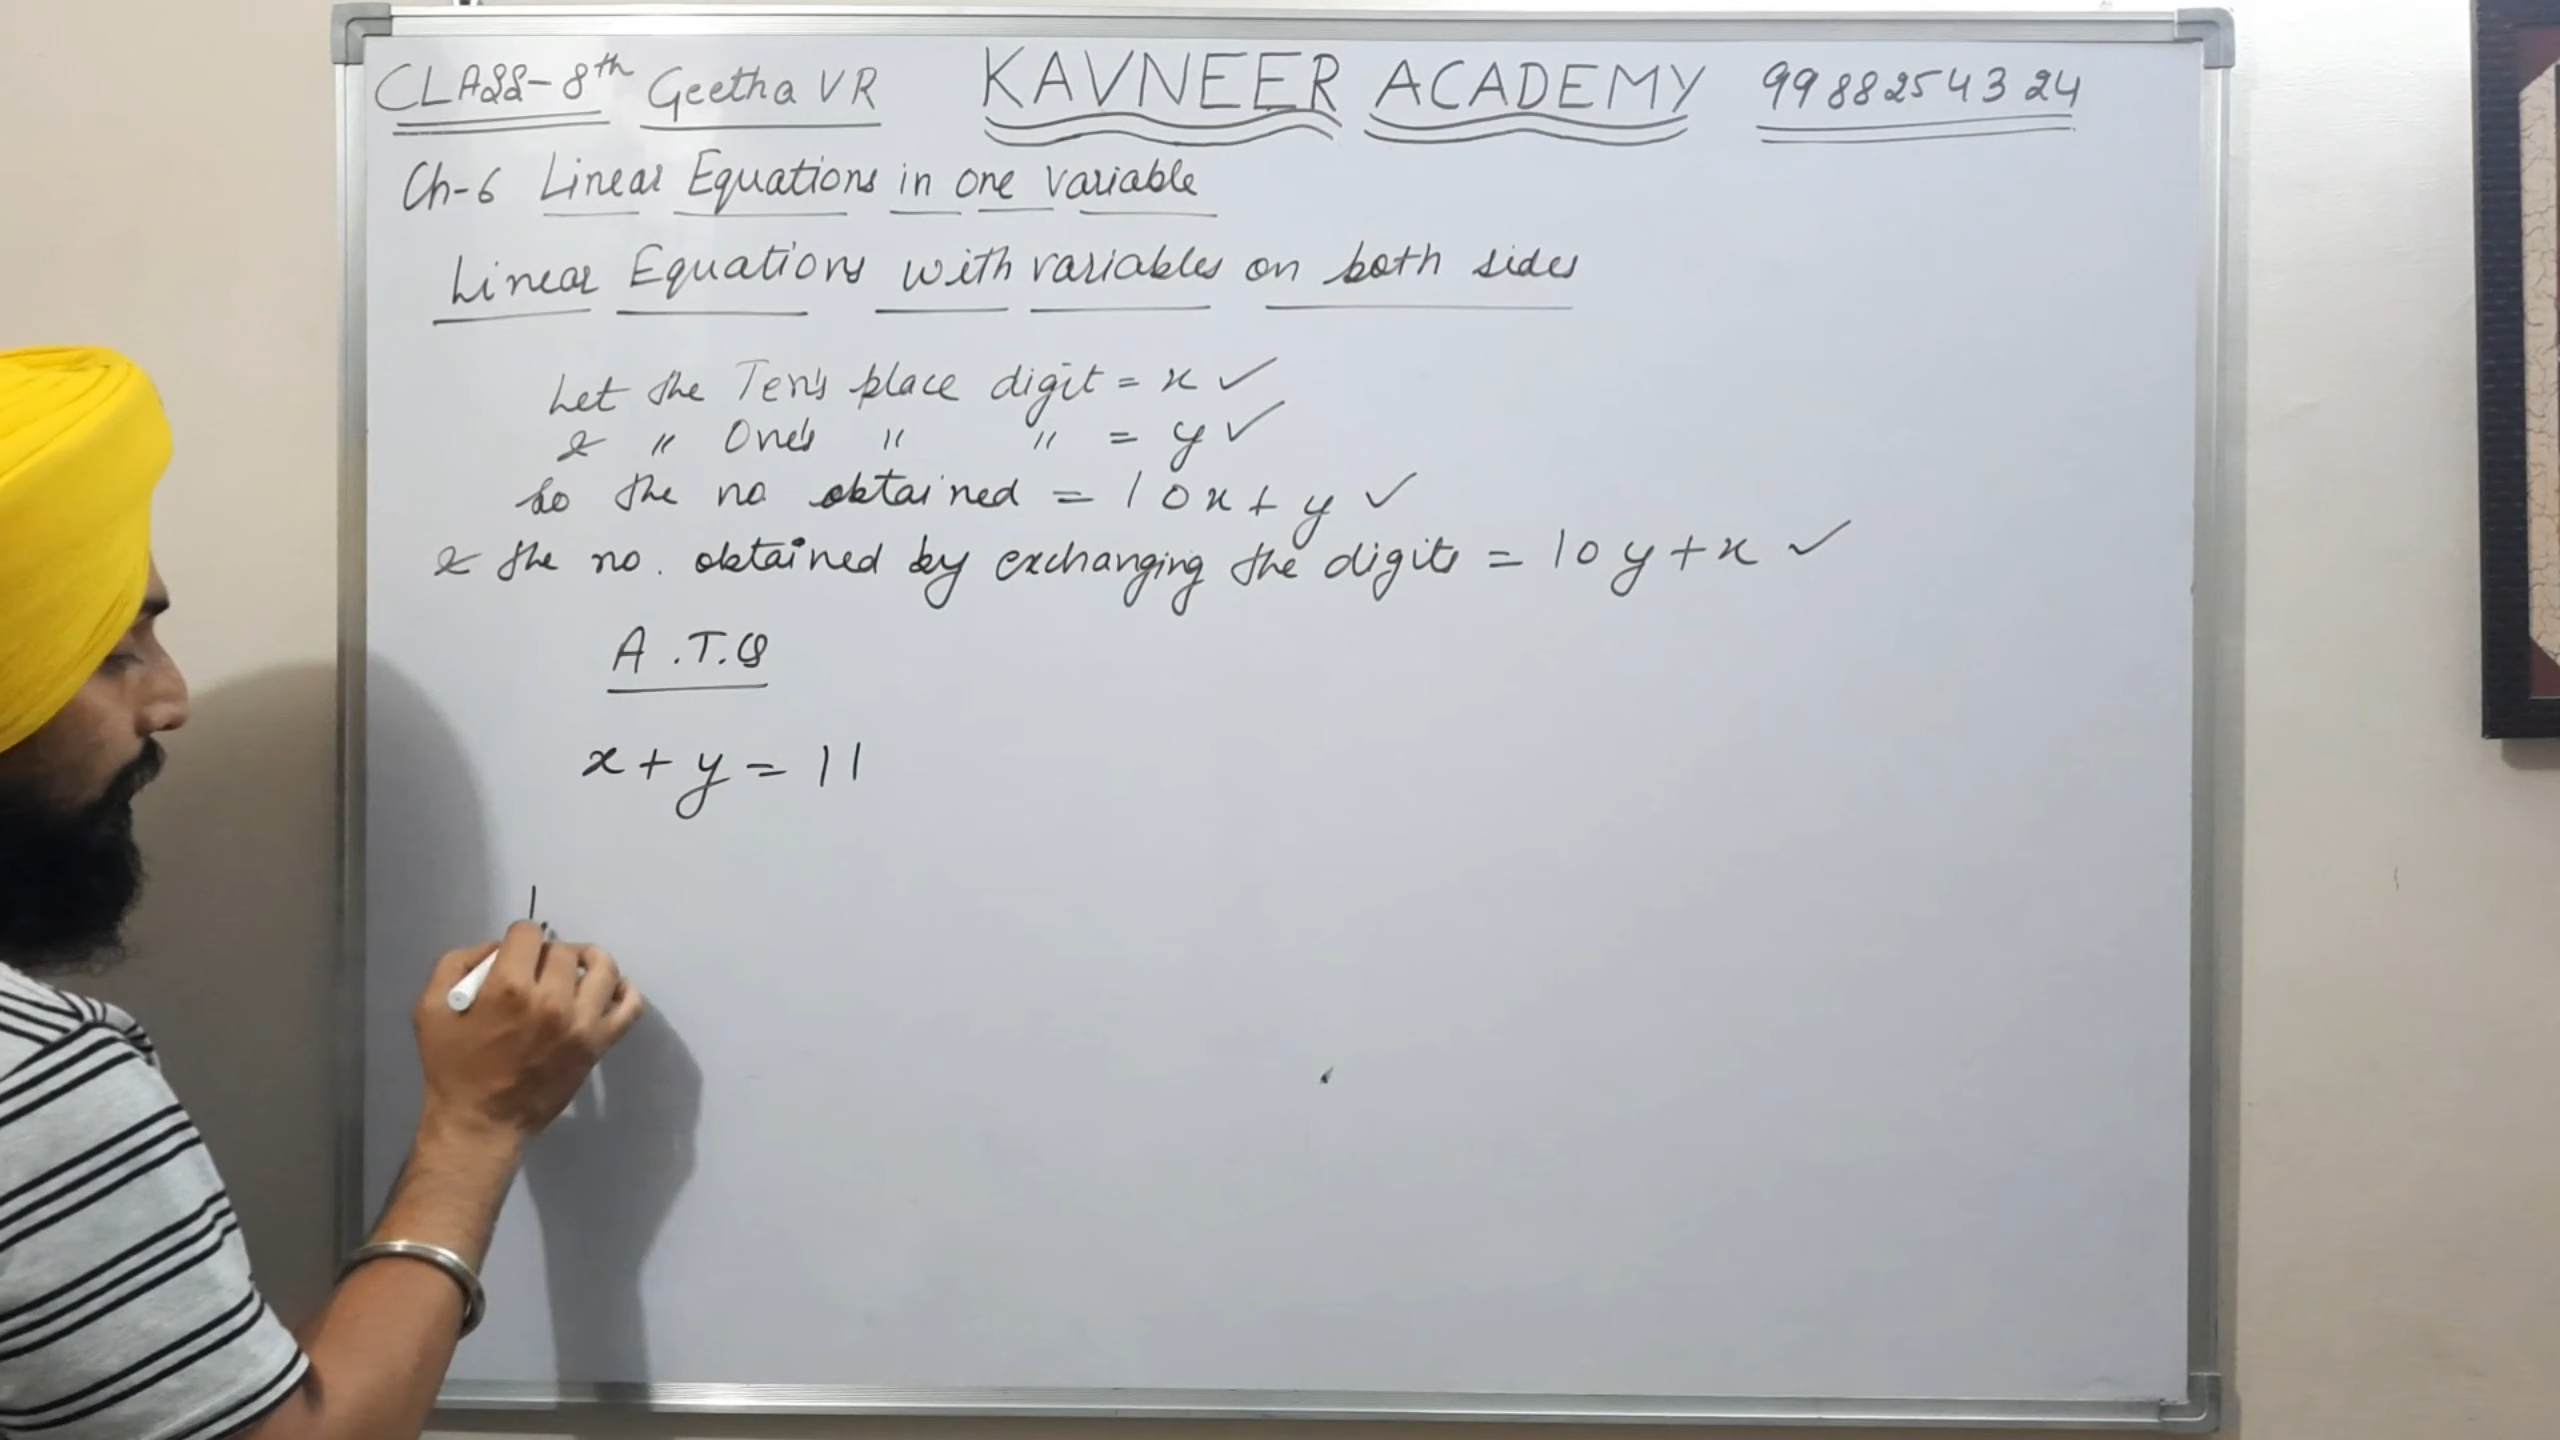 CLASS-8th Geetha VR KAVNEER ACADEMY 9988254324
Ch-6 Linear Equations in one variable
Linear Equations with variables on both sides
Let the Ten's place digit = x ✓
& " One's " " = y ✓
So the no obtained = 10x + y ✓
& the no. obtained by exchanging the digits = 10y + x ✓
A.T.Q
x + y = 11
1